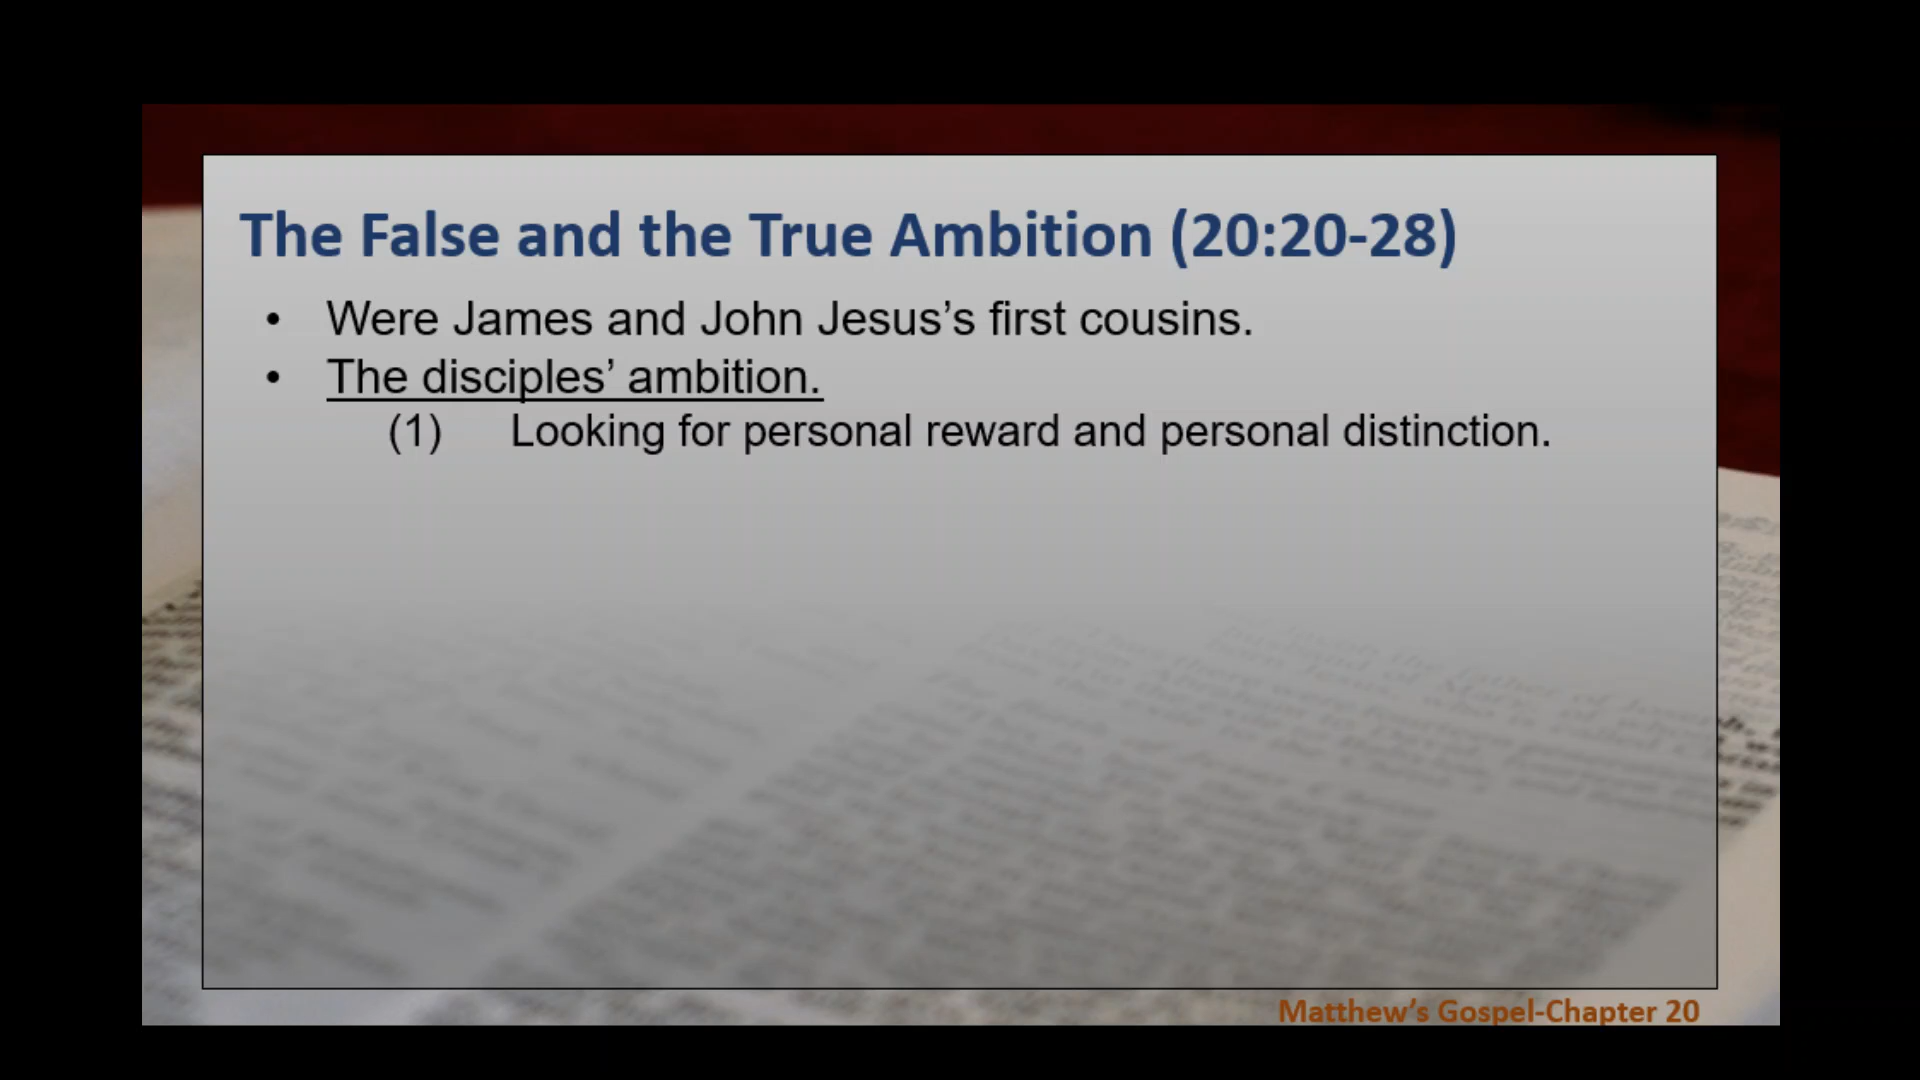 The False and the True Ambition (20:20-28)
• Were James and John Jesus’s first cousins.
• The disciples’ ambition.
(1) Looking for personal reward and personal distinction.
Matthew’s Gospel-Chapter 20